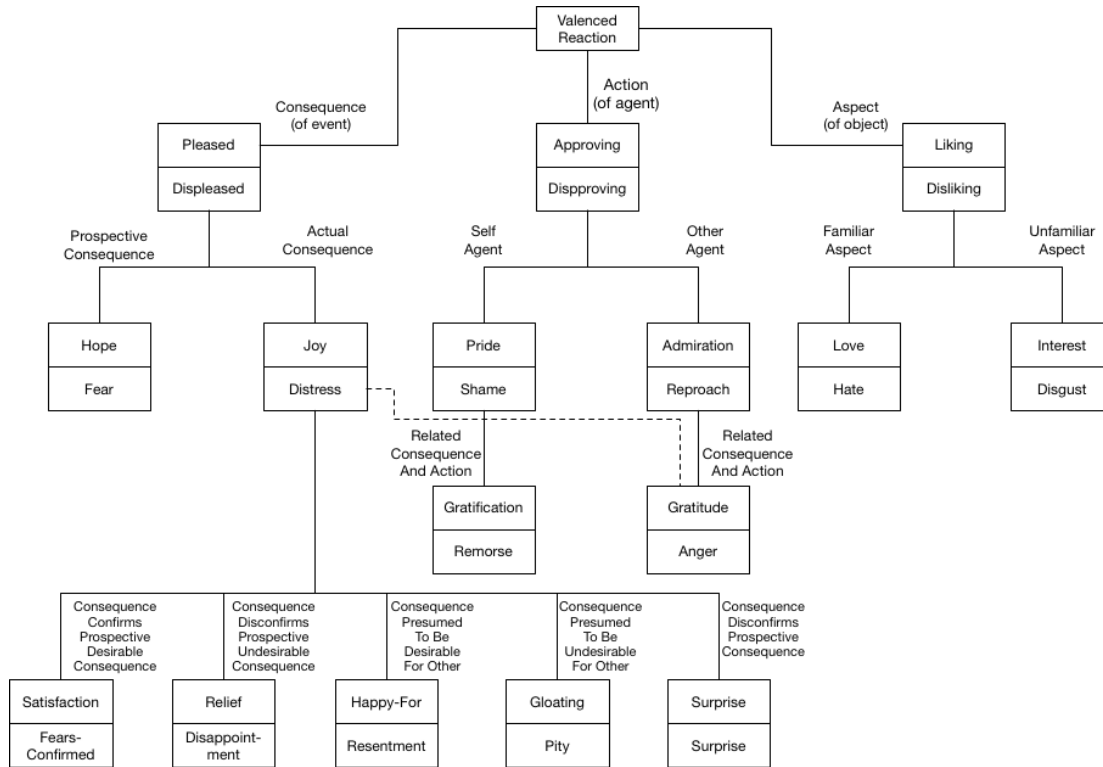 Valenced
Reaction
Consequence
(of event)
Action
(of agent)
Aspect
(of object)
Pleased
Displeased
Approving
Dispproving
Liking
Disliking
Prospective
Consequence
Actual
Consequence
Self
Agent
Other
Agent
Familiar
Aspect
Unfamiliar
Aspect
Hope
Fear
Joy
Distress
Pride
Shame
Admiration
Reproach
Love
Hate
Interest
Disgust
Related
Consequence
And Action
Related
Consequence
And Action
Gratification
Remorse
Gratitude
Anger
Consequence
Confirms
Prospective
Desirable
Consequence
Consequence
Disconfirms
Prospective
Undesirable
Consequence
Consequence
Presumed
To Be
Desirable
For Other
Consequence
Presumed
To Be
Undesirable
For Other
Consequence
Disconfirms
Prospective
Consequence
Satisfaction
Fears-
Confirmed
Relief
Disappoint-
ment
Happy-For
Resentment
Gloating
Pity
Surprise
Surprise